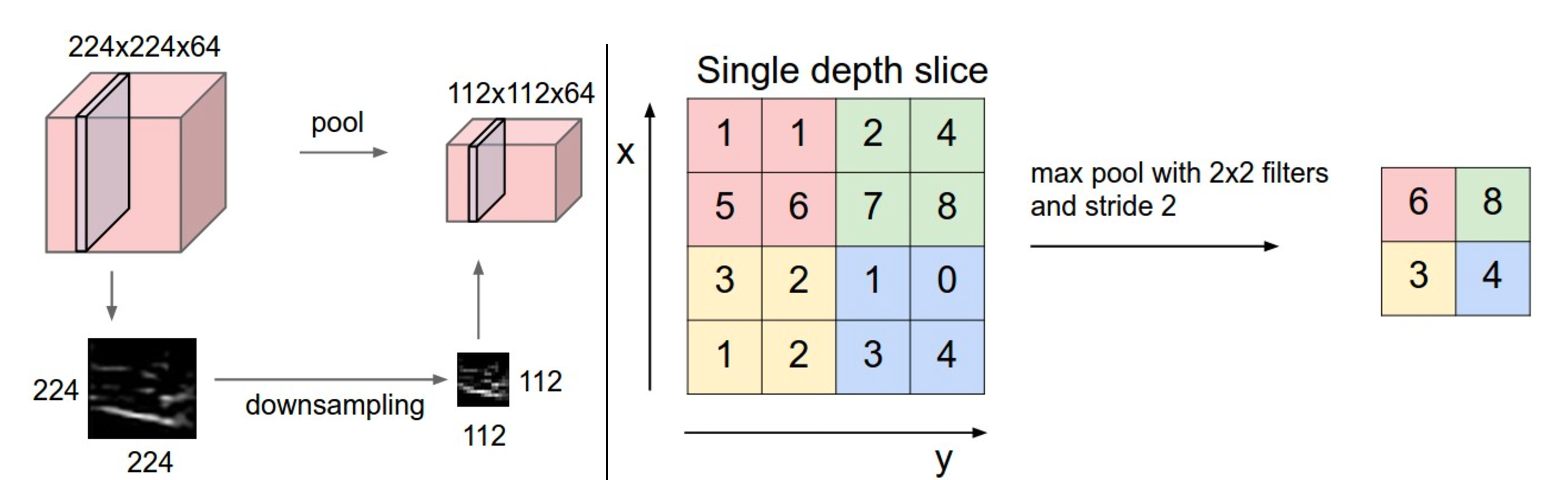 224x224x64
pool
112x112x64
224
224
downsampling
112
112
Single depth slice
x
1 1 2 4
5 6 7 8
3 2 1 0
1 2 3 4
y
max pool with 2x2 filters
and stride 2
6 8
3 4